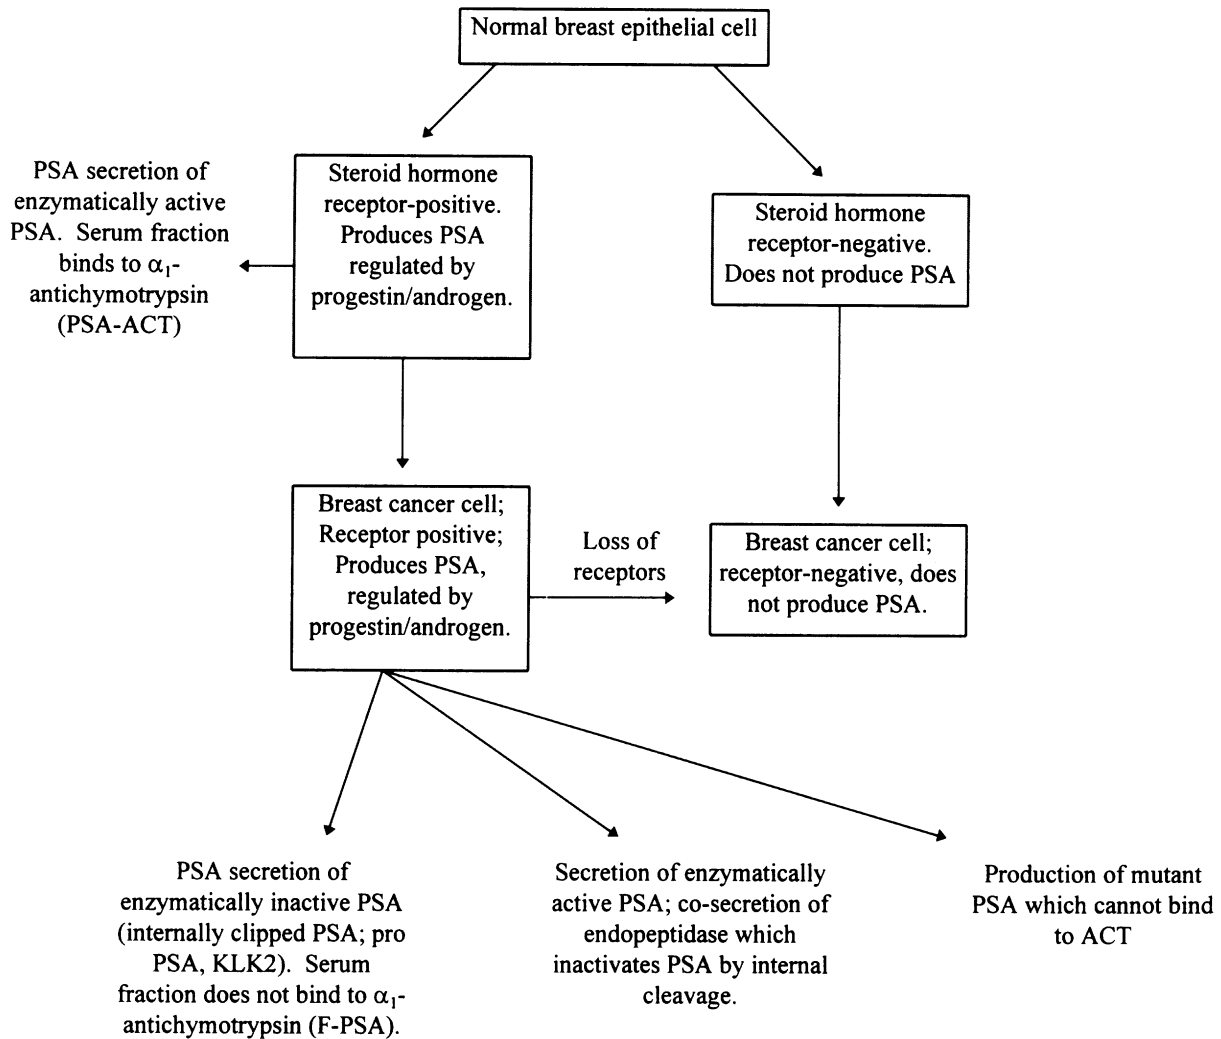 Normal breast epithelial cell
PSA secretion of
enzymatically active
PSA.  Serum fraction
binds to α₁-
antichymotrypsin
(PSA-ACT)
Steroid hormone
receptor-positive.
Produces PSA
regulated by
progestin/androgen.
Steroid hormone
receptor-negative.
Does not produce PSA
Breast cancer cell;
Receptor positive;
Produces PSA,
regulated by
progestin/androgen.
Loss of
receptors
Breast cancer cell;
receptor-negative, does
not produce PSA.
PSA secretion of
enzymatically inactive PSA
(internally clipped PSA; pro
PSA, KLK2).  Serum
fraction does not bind to α₁-
antichymotrypsin (F-PSA).
Secretion of enzymatically
active PSA; co-secretion of
endopeptidase which
inactivates PSA by internal
cleavage.
Production of mutant
PSA which cannot bind
to ACT